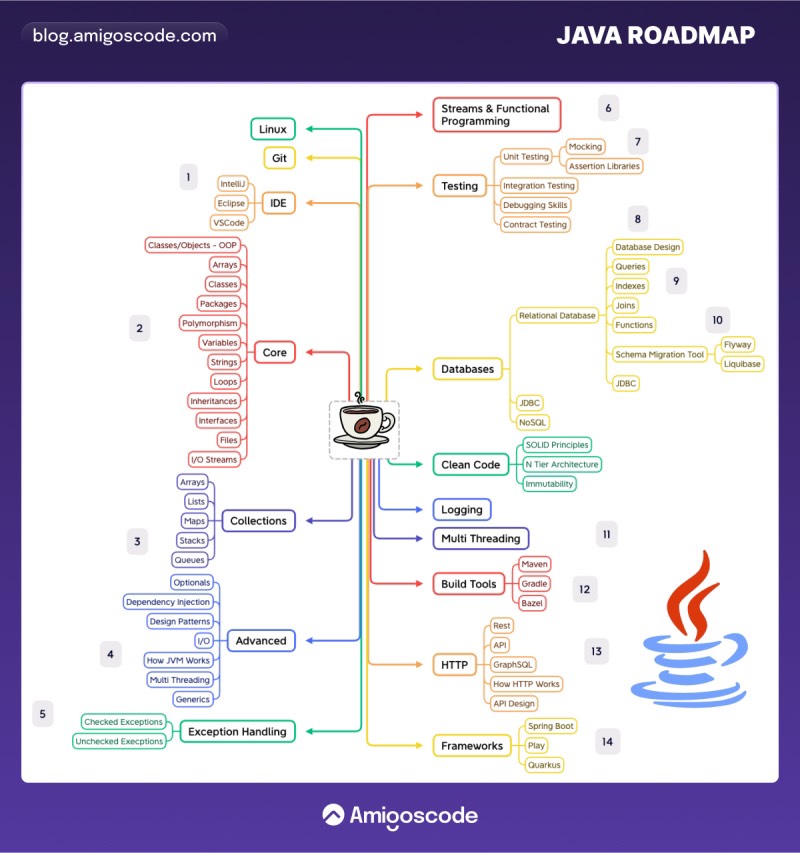 blog.amigoscode.com
JAVA ROADMAP
Linux
Git
1
IntelliJ
Eclipse
VSCode
IDE
2
Classes/Objects - OOP
Arrays
Classes
Packages
Polymorphism
Variables
Strings
Loops
Inheritances
Interfaces
Files
I/O Streams
Core
3
Arrays
Lists
Maps
Stacks
Queues
Collections
4
Optionals
Dependency Injection
Design Patterns
I/O
How JVM Works
Multi Threading
Generics
Advanced
5
Checked Exceptions
Unchecked Execptions
Exception Handling
Streams & Functional
Programming
6
7
Testing
Unit Testing
Mocking
Assertion Libraries
Integration Testing
Debugging Skills
Contract Testing
8
Databases
Relational Database
Database Design
Queries
Indexes
9
Joins
Functions
10
Schema Migration Tool
Flyway
Liquibase
JDBC
JDBC
NoSQL
Clean Code
SOLID Principles
N Tier Architecture
Immutability
Logging
Multi Threading
11
Build Tools
Maven
Gradle
Bazel
12
HTTP
Rest
API
GraphSQL
How HTTP Works
API Design
13
Frameworks
Spring Boot
Play
Quarkus
14
Amigoscode